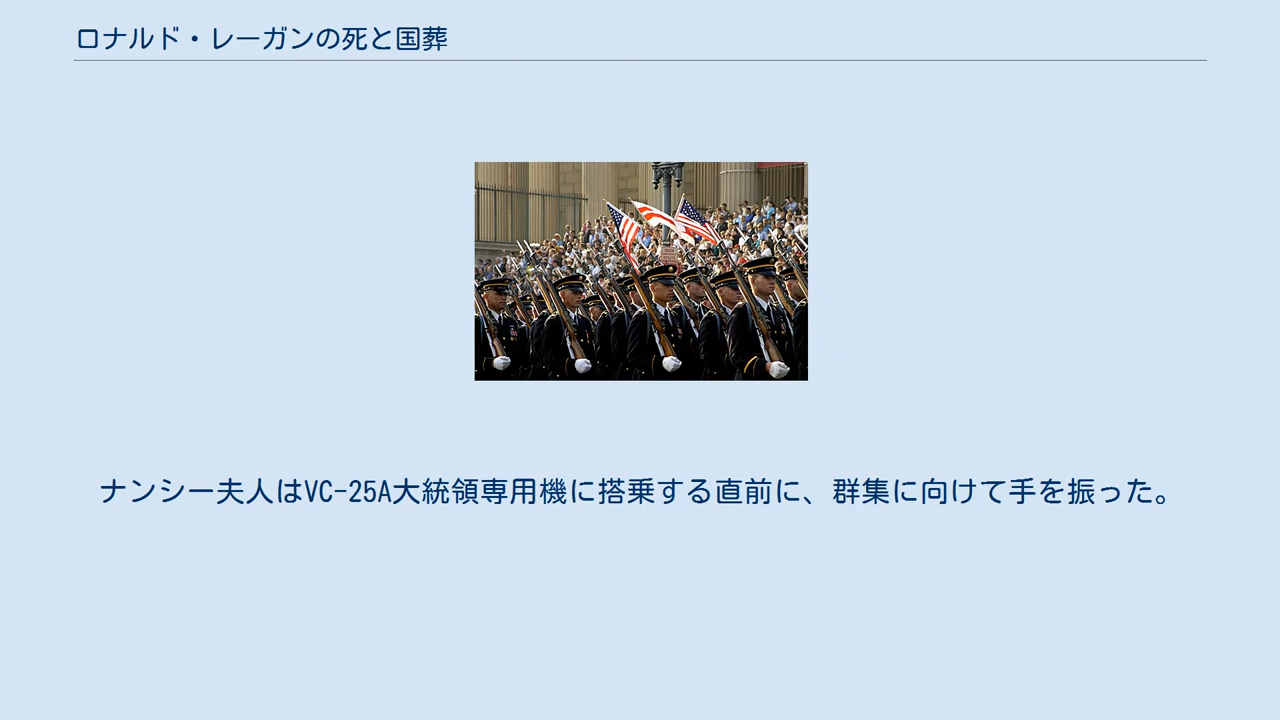 ロナルド・レーガンの死と国葬
ナンシー夫人はVC-25A大統領専用機に搭乗する直前に、群集に向けて手を振った。